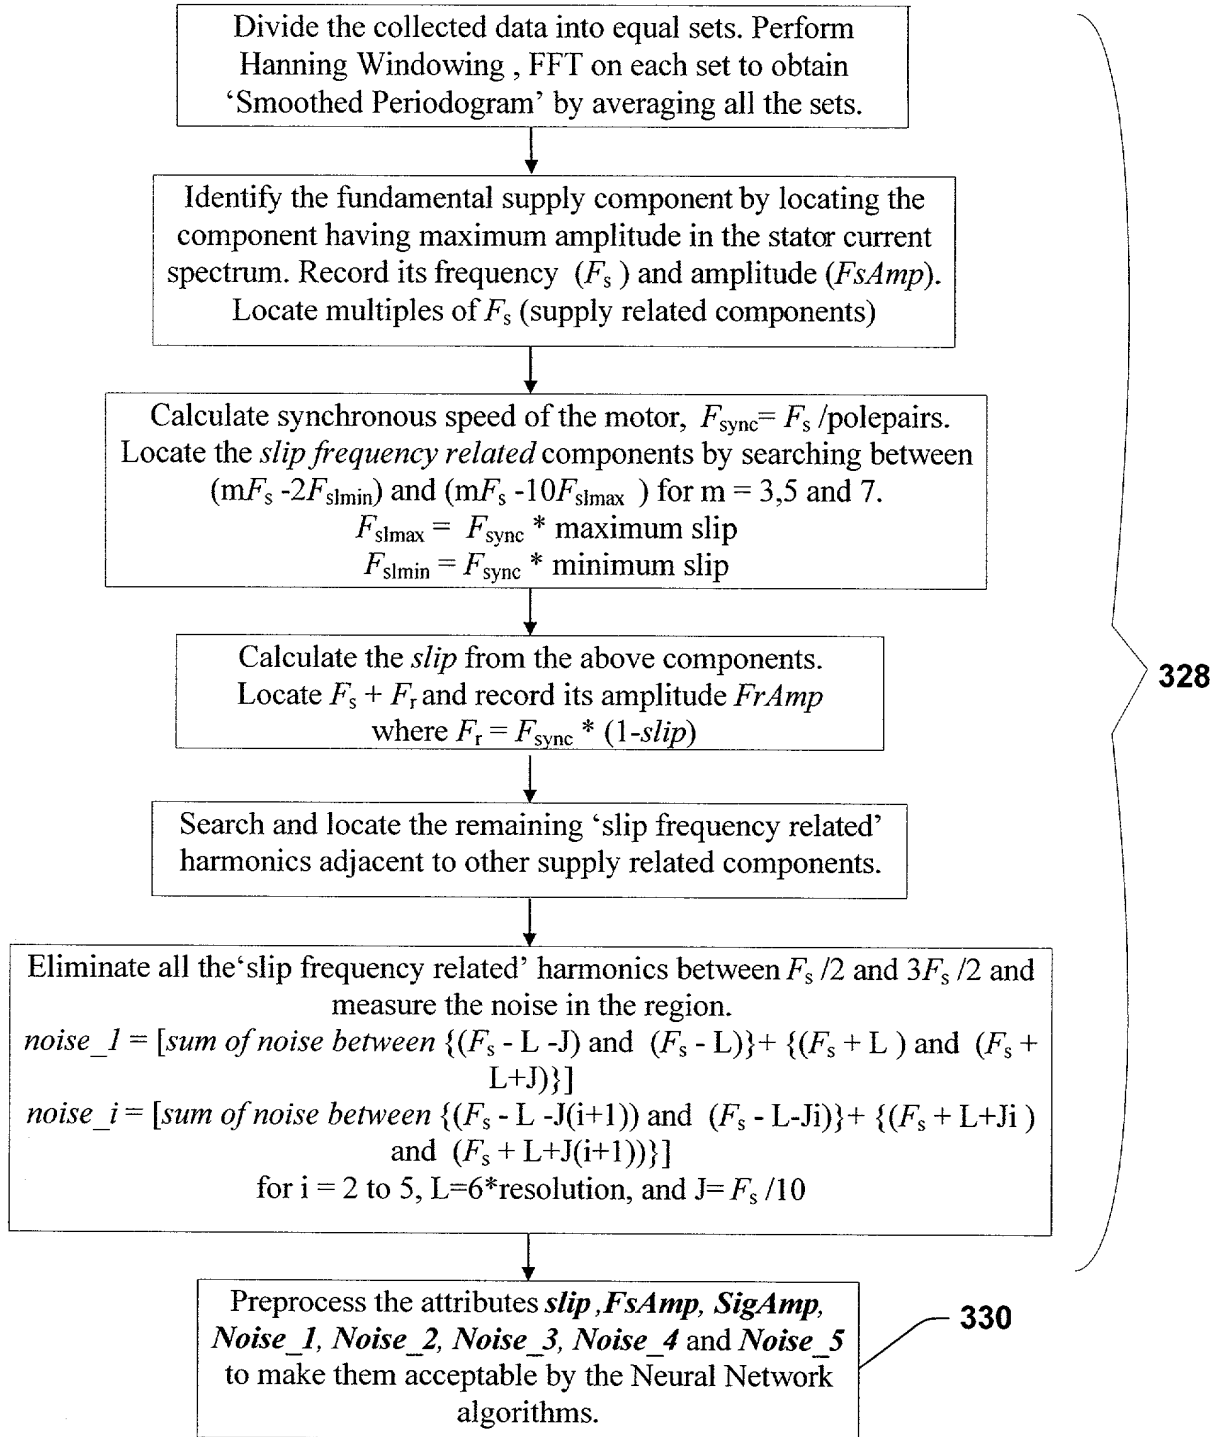 Divide the collected data into equal sets. Perform
Hanning Windowing , FFT on each set to obtain
‘Smoothed Periodogram’ by averaging all the sets.
Identify the fundamental supply component by locating the
component having maximum amplitude in the stator current
spectrum. Record its frequency (Fs ) and amplitude (FsAmp).
Locate multiples of Fs (supply related components)
Calculate synchronous speed of the motor, Fsync= Fs /polepairs.
Locate the slip frequency related components by searching between
(mFs -2Fslmin) and (mFs -10Fslmax ) for m = 3,5 and 7.
Fslmax = Fsync * maximum slip
Fslmin = Fsync * minimum slip
Calculate the slip from the above components.
Locate Fs + Fr and record its amplitude FrAmp
where Fr = Fsync * (1-slip)
328
Search and locate the remaining ‘slip frequency related’
harmonics adjacent to other supply related components.
Eliminate all the‘slip frequency related’ harmonics between Fs /2 and 3Fs /2 and
measure the noise in the region.
noise_1 = [sum of noise between {(Fs - L -J) and (Fs - L)}+ {(Fs + L ) and (Fs +
L+J)}]
noise_i = [sum of noise between {(Fs - L -J(i+1)) and (Fs - L-Ji)}+ {(Fs + L+Ji )
and (Fs + L+J(i+1))}]
for i = 2 to 5, L=6*resolution, and J= Fs /10
Preprocess the attributes slip ,FsAmp, SigAmp,
Noise_1, Noise_2, Noise_3, Noise_4 and Noise_5
to make them acceptable by the Neural Network
algorithms.
330